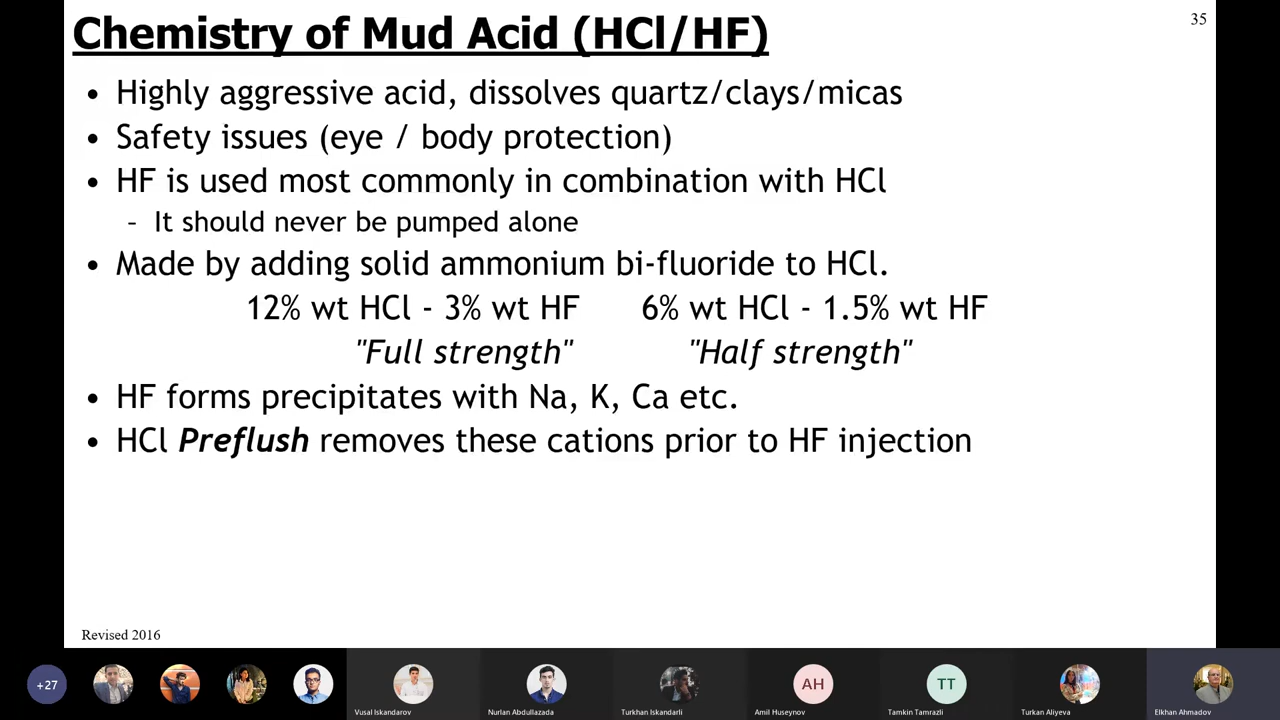 35
Chemistry of Mud Acid (HCl/HF)
• Highly aggressive acid, dissolves quartz/clays/micas
• Safety issues (eye / body protection)
• HF is used most commonly in combination with HCl
– It should never be pumped alone
• Made by adding solid ammonium bi-fluoride to HCl.
12% wt HCl - 3% wt HF 6% wt HCl - 1.5% wt HF
"Full strength" "Half strength"
• HF forms precipitates with Na, K, Ca etc.
• HCl Preflush removes these cations prior to HF injection
Revised 2016
+27
AH TT
Vusal Iskandarov Nurlan Abdullazada Turkhan Iskandarli Amil Huseynov Tamkin Tamrazli Turkan Aliyeva Elkhan Ahmadov